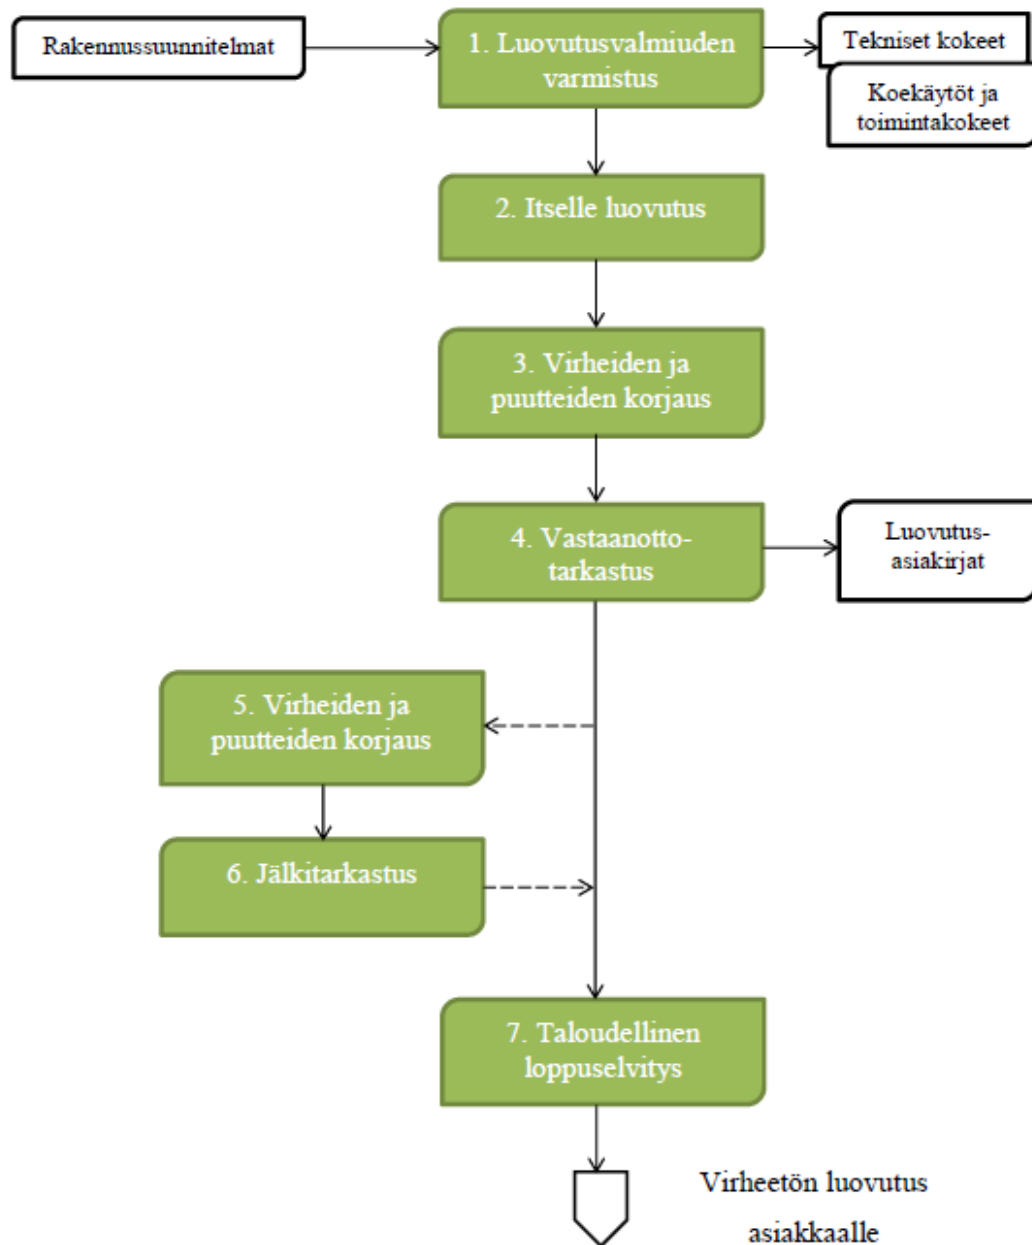 Rakennussuunnitelmat
1. Luovutusvalmiuden
varmistus
Tekniset kokeet
Koekäytöt ja
toimintakokeet
2. Itselle luovutus
3. Virheiden ja
puutteiden korjaus
4. Vastaanotto-
tarkastus
Luovutus-
asiakirjat
5. Virheiden ja
puutteiden korjaus
6. Jälkitarkastus
7. Taloudellinen
loppuselvitys
Virheetön luovutus
asiakkaalle